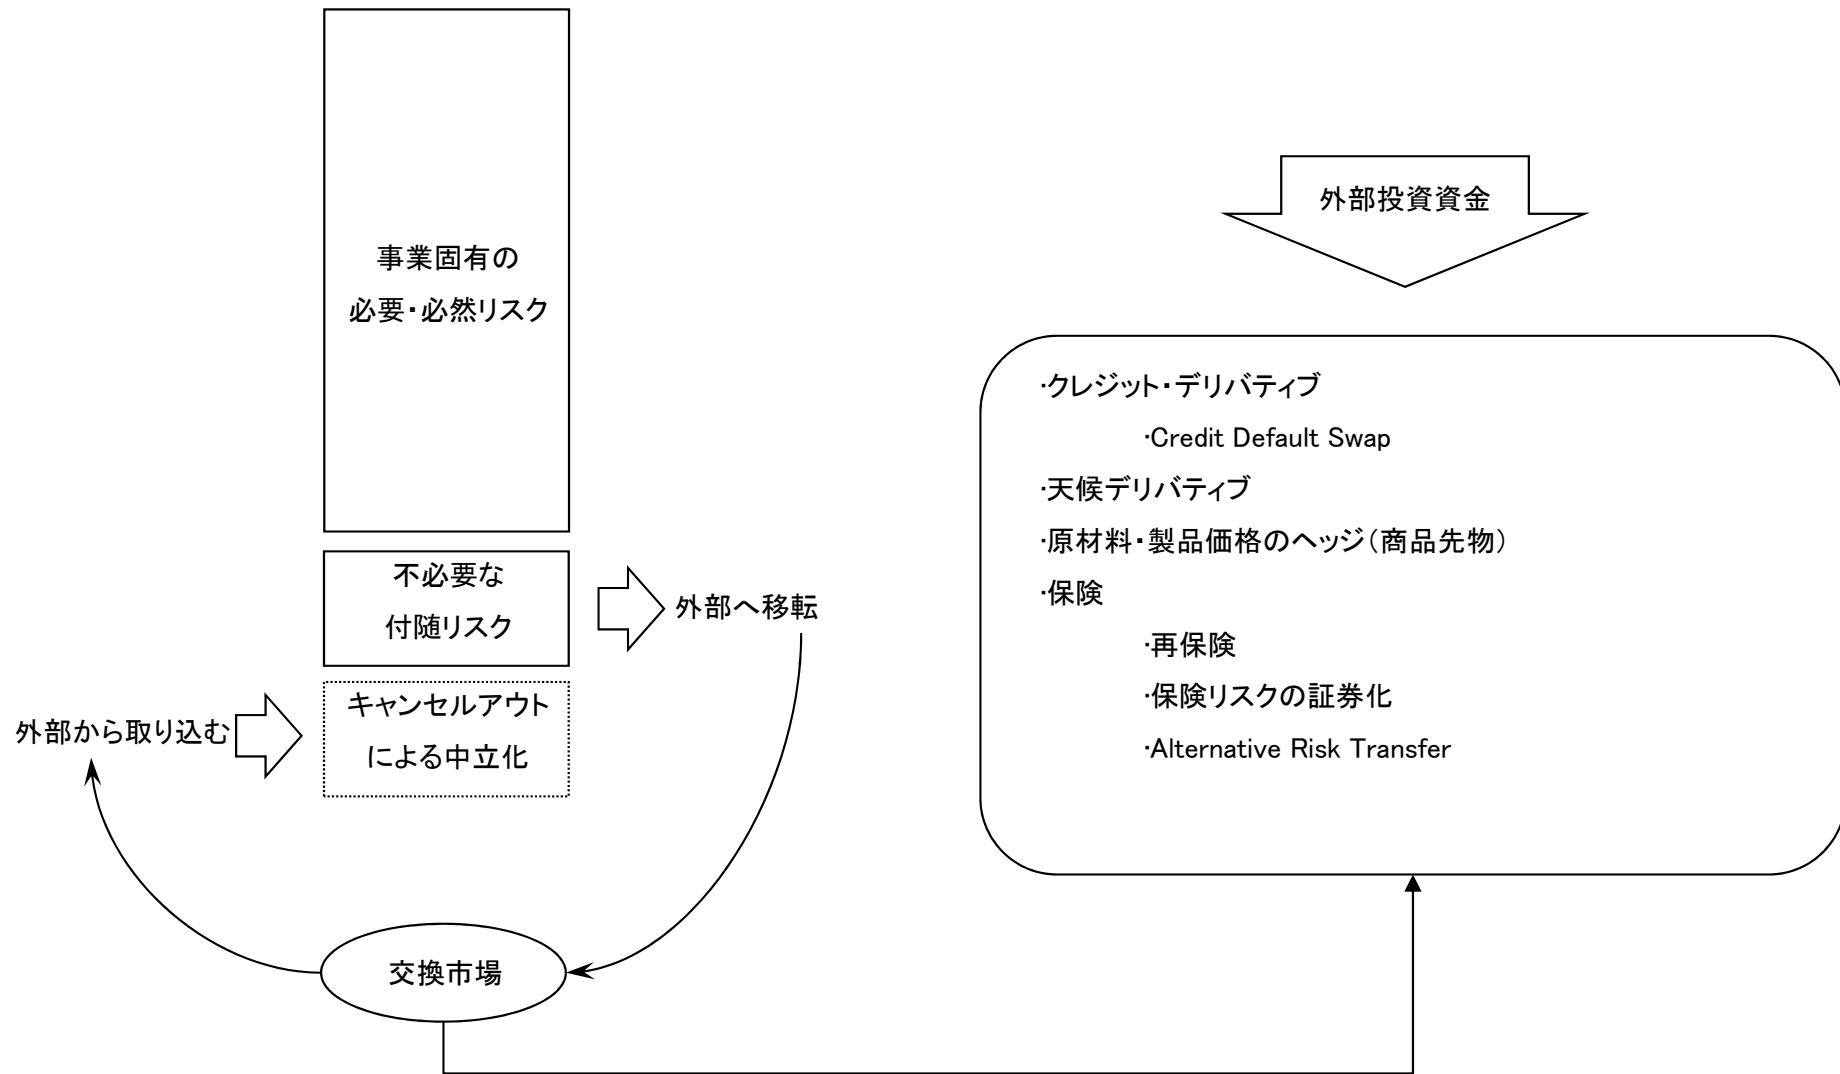 事業固有の
必要・必然リスク
不必要な
付随リスク
外部へ移転
キャンセルアウト
による中立化
外部から取り込む
交換市場
外部投資資金
・クレジット・デリバティブ
・Credit Default Swap
・天候デリバティブ
・原材料・製品価格のヘッジ（商品先物）
・保険
・再保険
・保険リスクの証券化
・Alternative Risk Transfer